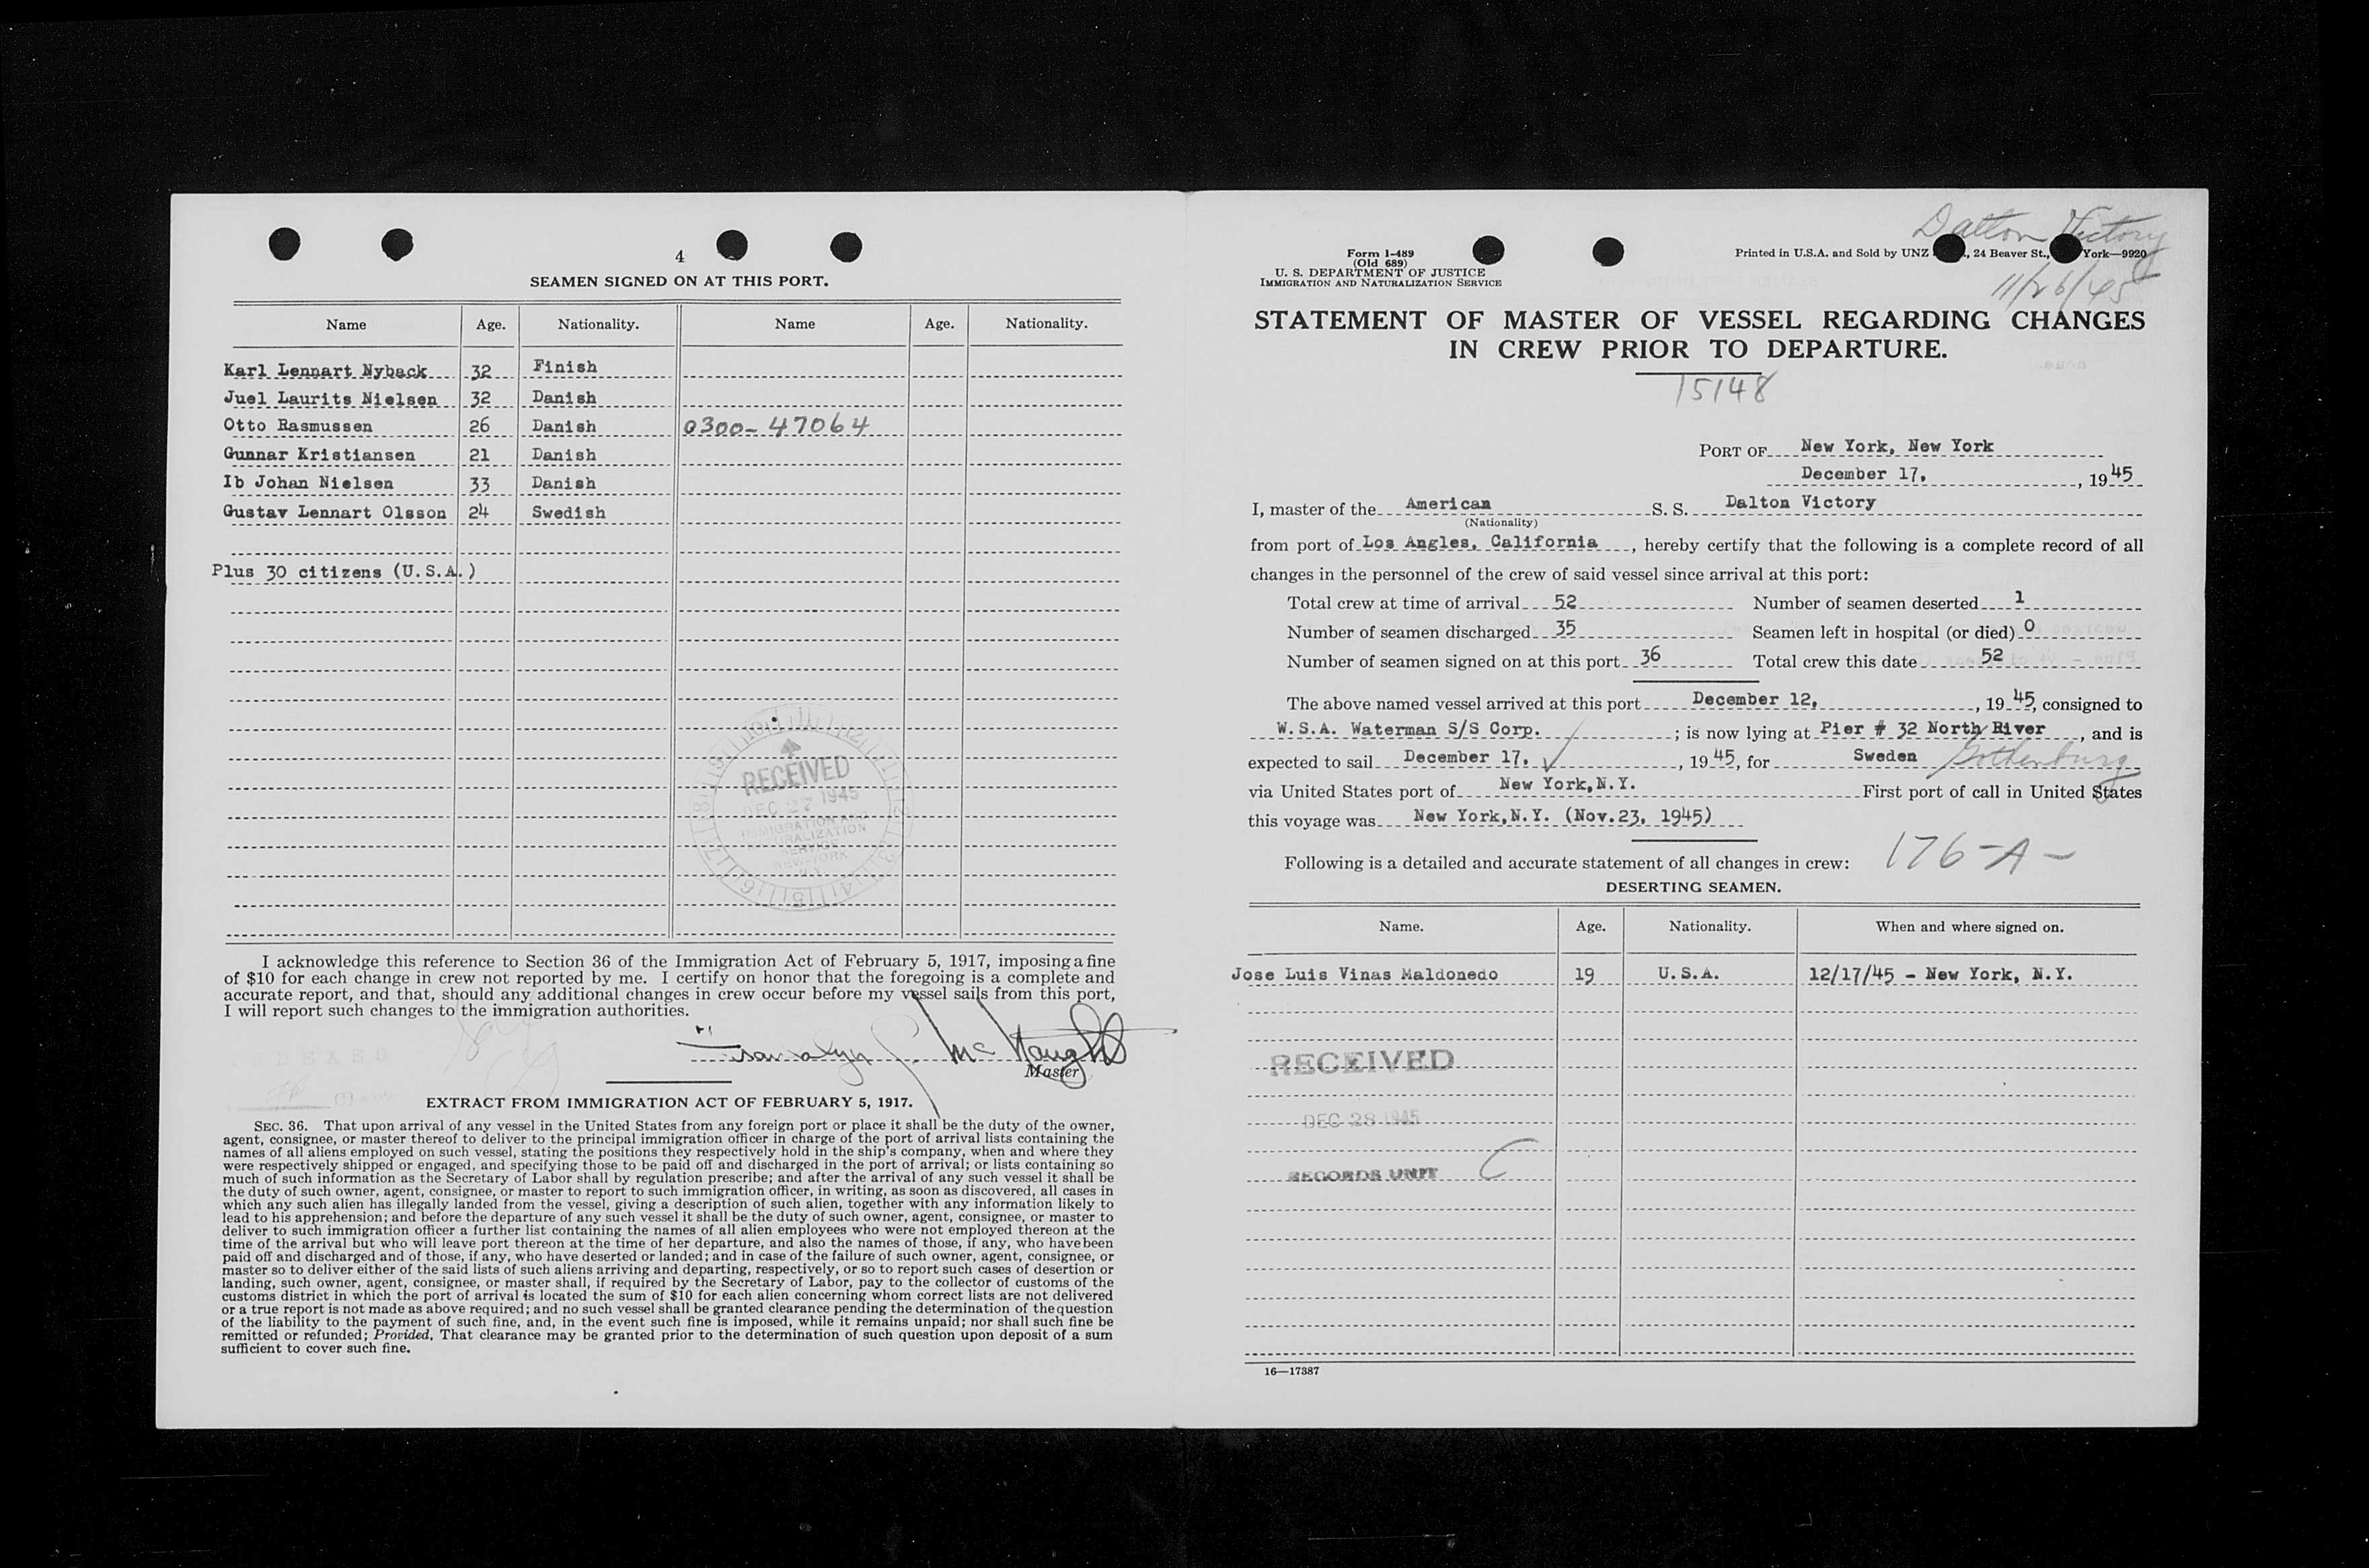 4
SEAMEN SIGNED ON AT THIS PORT.
Name Age. Nationality. Name Age. Nationality.
Karl Lennart Nyback 32 Finish
Juel Laurits Nielsen 32 Danish
Otto Rasmussen 26 Danish 0300-47064
Gunnar Kristiansen 21 Danish
Ib Johan Nielsen 33 Danish
Gustav Lennart Olsson 24 Swedish
Plus 30 citizens (U.S.A.)
RECEIVED
DEC 27 1945
IMMIGRATION AND
NATURALIZATION
SERVICE
NEW-YORK
N.Y.
I acknowledge this reference to Section 36 of the Immigration Act of February 5, 1917, imposing a fine
of $10 for each change in crew not reported by me. I certify on honor that the foregoing is a complete and
accurate report, and that, should any additional changes in crew occur before my vessel sails from this port,
I will report such changes to the immigration authorities.
Mc Naught
Master
EXTRACT FROM IMMIGRATION ACT OF FEBRUARY 5, 1917.
SEC. 36. That upon arrival of any vessel in the United States from any foreign port or place it shall be the duty of the owner,
agent, consignee, or master thereof to deliver to the principal immigration officer in charge of the port of arrival lists containing the
names of all aliens employed on such vessel, stating the positions they respectively hold in the ship's company, when and where they
were respectively shipped or engaged, and specifying those to be paid off and discharged in the port of arrival; or lists containing so
much of such information as the Secretary of Labor shall by regulation prescribe; and after the arrival of any such vessel it shall be
the duty of such owner, agent, consignee, or master to report to such immigration officer, in writing, as soon as discovered, all cases in
which any such alien has illegally landed from the vessel, giving a description of such alien, together with any information likely to
lead to his apprehension; and before the departure of any such vessel it shall be the duty of such owner, agent, consignee, or master to
deliver to such immigration officer a further list containing the names of all alien employees who were not employed thereon at the
time of the arrival but who will leave port thereon at the time of her departure, and also the names of those, if any, who have been
paid off and discharged and of those, if any, who have deserted or landed; and in case of the failure of such owner, agent, consignee, or
master so to deliver either of the said lists of such aliens arriving and departing, respectively, or so to report such cases of desertion or
landing, such owner, agent, consignee, or master shall, if required by the Secretary of Labor, pay to the collector of customs of the
customs district in which the port of arrival is located the sum of $10 for each alien concerning whom correct lists are not delivered
or a true report is not made as above required; and no such vessel shall be granted clearance pending the determination of the question
of the liability to the payment of such fine, and, in the event such fine is imposed, while it remains unpaid; nor shall such fine be
remitted or refunded; Provided, That clearance may be granted prior to the determination of such question upon deposit of a sum
sufficient to cover such fine.
Dalton Victory
11/26/45
Form I-489
(Old 689)
U. S. DEPARTMENT OF JUSTICE
IMMIGRATION AND NATURALIZATION SERVICE
Printed in U.S.A. and Sold by UNZ 24 Beaver St., York—9920
STATEMENT OF MASTER OF VESSEL REGARDING CHANGES
IN CREW PRIOR TO DEPARTURE.
15148
PORT OF New York, New York
December 17, , 1945
I, master of the American S. S. Dalton Victory
(Nationality)
from port of Los Angles, California , hereby certify that the following is a complete record of all
changes in the personnel of the crew of said vessel since arrival at this port:
Total crew at time of arrival 52 Number of seamen deserted 1
Number of seamen discharged 35 Seamen left in hospital (or died) 0
Number of seamen signed on at this port 36 Total crew this date 52
The above named vessel arrived at this port December 12, , 1945, consigned to
W.S.A. Waterman S/S Corp. ; is now lying at Pier # 32 North River , and is
expected to sail December 17, , 1945, for Sweden Gothenburg
via United States port of New York,N.Y. First port of call in United States
this voyage was New York,N.Y. (Nov.23, 1945)
Following is a detailed and accurate statement of all changes in crew: 176-A-
DESERTING SEAMEN.
Name. Age. Nationality. When and where signed on.
Jose Luis Vinas Maldonedo 19 U.S.A. 12/17/45 - New York, N.Y.
RECEIVED
DEC 28 1945
RECORDS UNIT C
16—17387